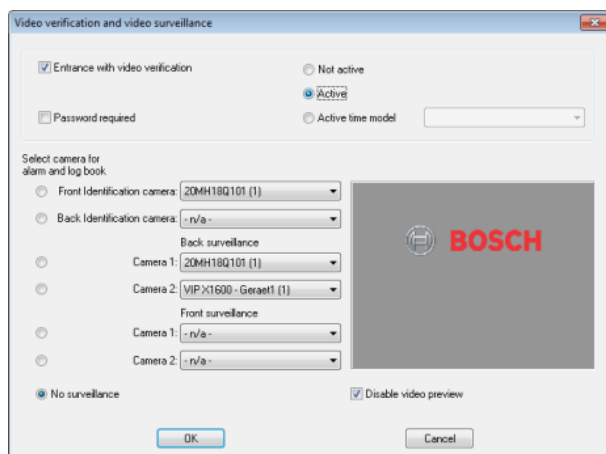 Video verification and video surveillance
Entrance with video verification
Not active
Active
Password required
Active time model
Select camera for
alarm and log book
Front Identification camera: 20MH18Q101 (1)
Back Identification camera: - n/a -
Back surveillance
Camera 1: 20MH18Q101 (1)
Camera 2: VIP X1600 - Geraet1 (1)
Front surveillance
Camera 1: - n/a -
Camera 2: - n/a -
BOSCH
No surveillance
Disable video preview
OK
Cancel